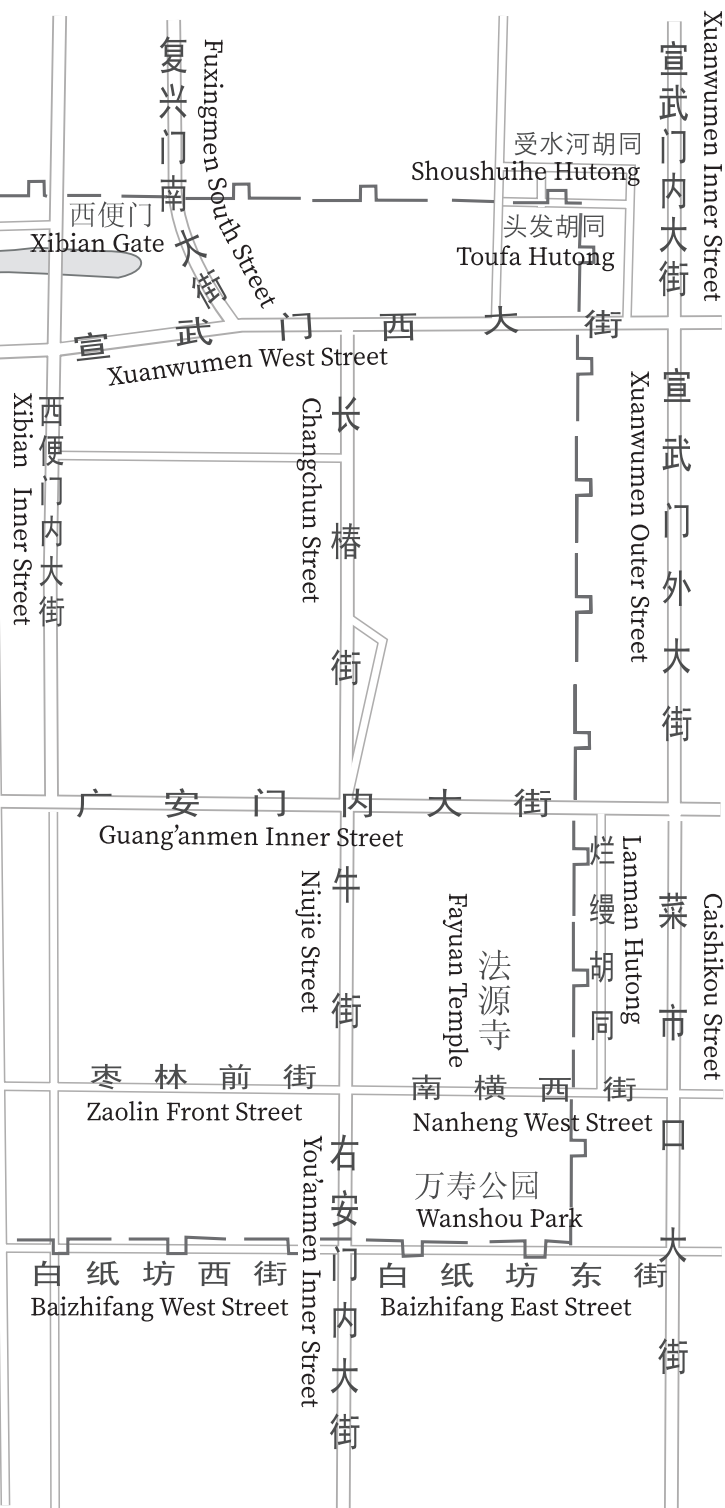 复兴门南大街
Fuxingmen South Street
宣武门内大街
Xuanwumen Inner Street
受水河胡同
Shoushuihe Hutong
西便门
Xibian Gate
头发胡同
Toufa Hutong
宣武门西大街
Xuanwumen West Street
西便门内大街
Xibian Inner Street
长椿街
Changchun Street
宣武门外大街
Xuanwumen Outer Street
广安门内大街
Guang’anmen Inner Street
牛街
Niujie Street
法源寺
Fayuan Temple
烂缦胡同
Lanman Hutong
菜市口大街
Caishikou Street
枣林前街
Zaolin Front Street
南横西街
Nanheng West Street
右安门内大街
You’anmen Inner Street
万寿公园
Wanshou Park
白纸坊西街
Baizhifang West Street
白纸坊东街
Baizhifang East Street